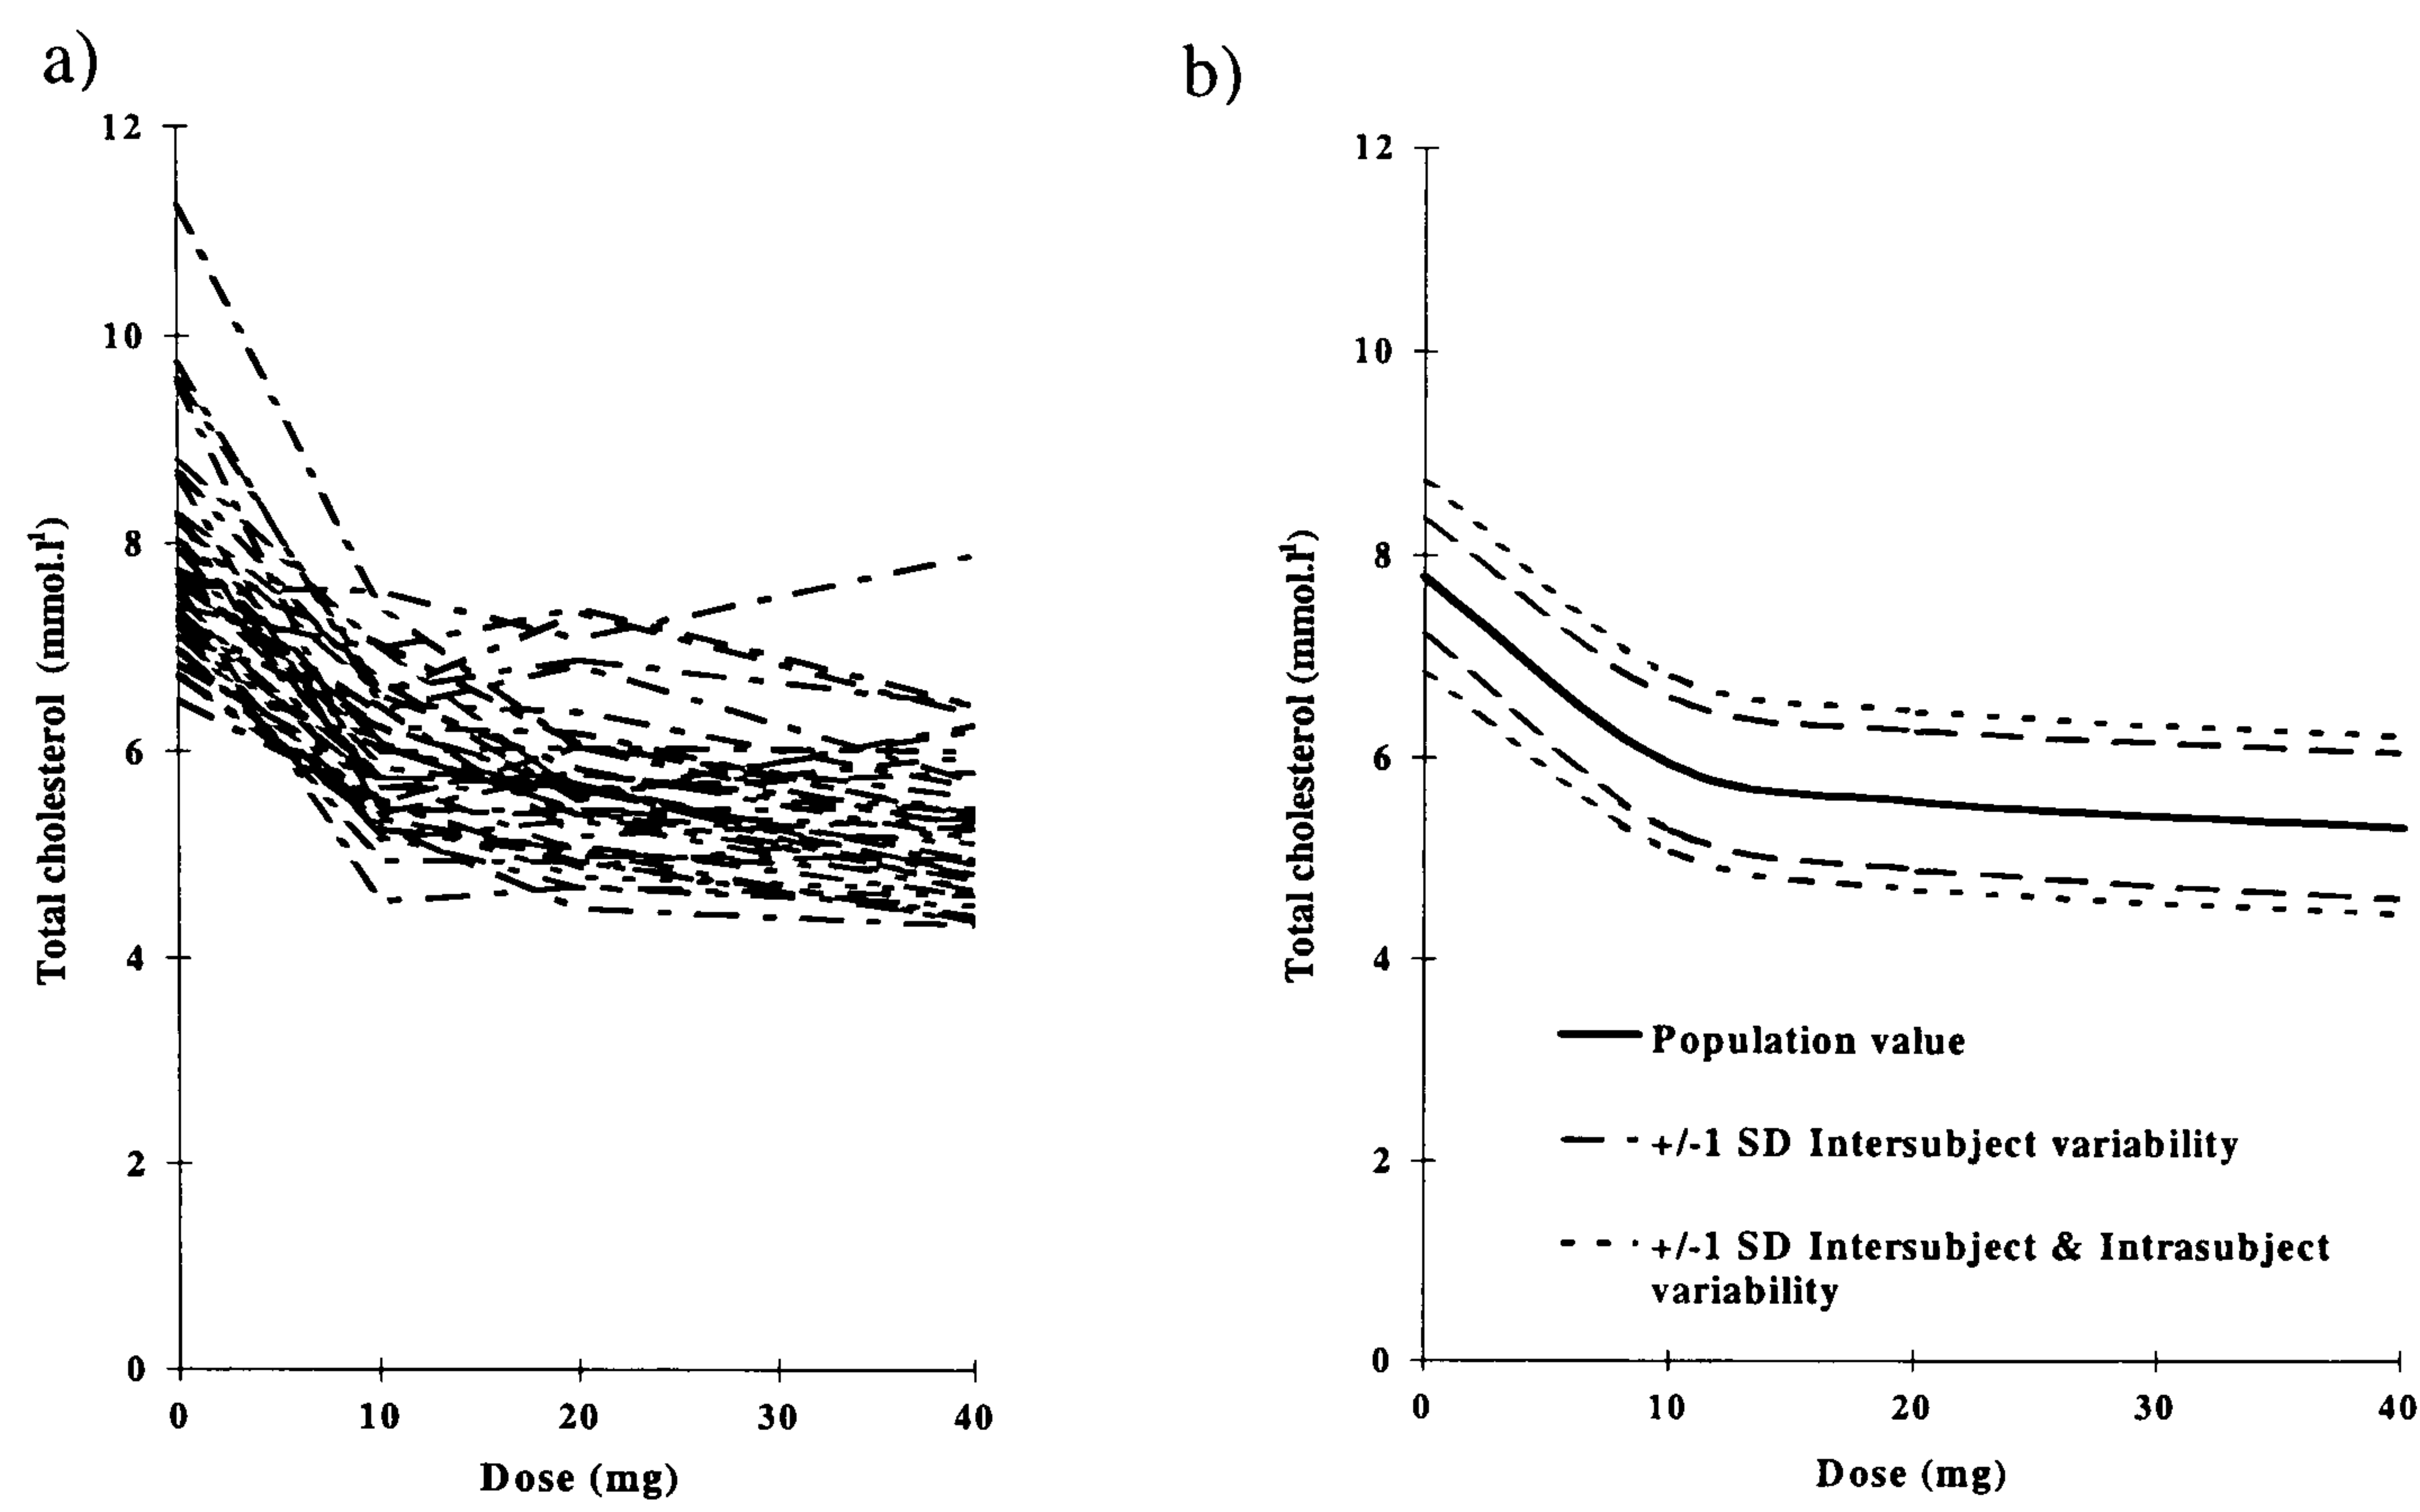 a)
12
10
8
6
4
2
0
Total cholesterol (mmol.l¹)
0 10 20 30 40
Dose (mg)
b)
12
10
8
6
4
2
0
Total cholesterol (mmol.l¹)
Population value
+/-1 SD Intersubject variability
+/-1 SD Intersubject & Intrasubject
variability
0 10 20 30 40
Dose (mg)